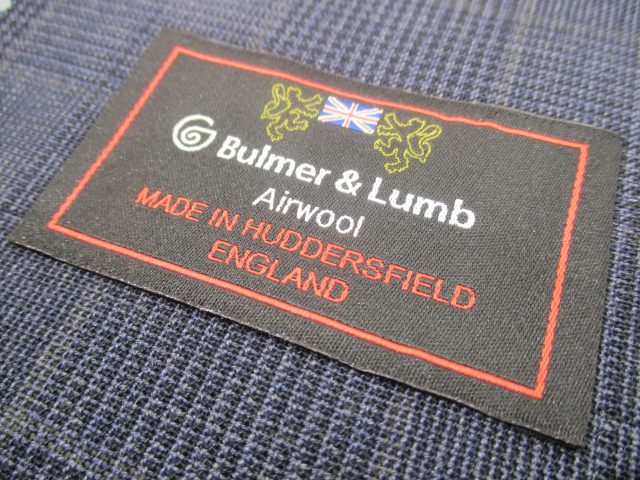 Bulmer & Lumb
Airwool
MADE IN HUDDERSFIELD
ENGLAND